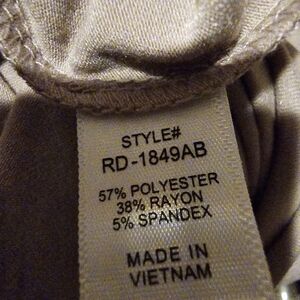 STYLE#
RD-1849AB
57% POLYESTER
38% RAYON
5% SPANDEX
MADE IN
VIETNAM